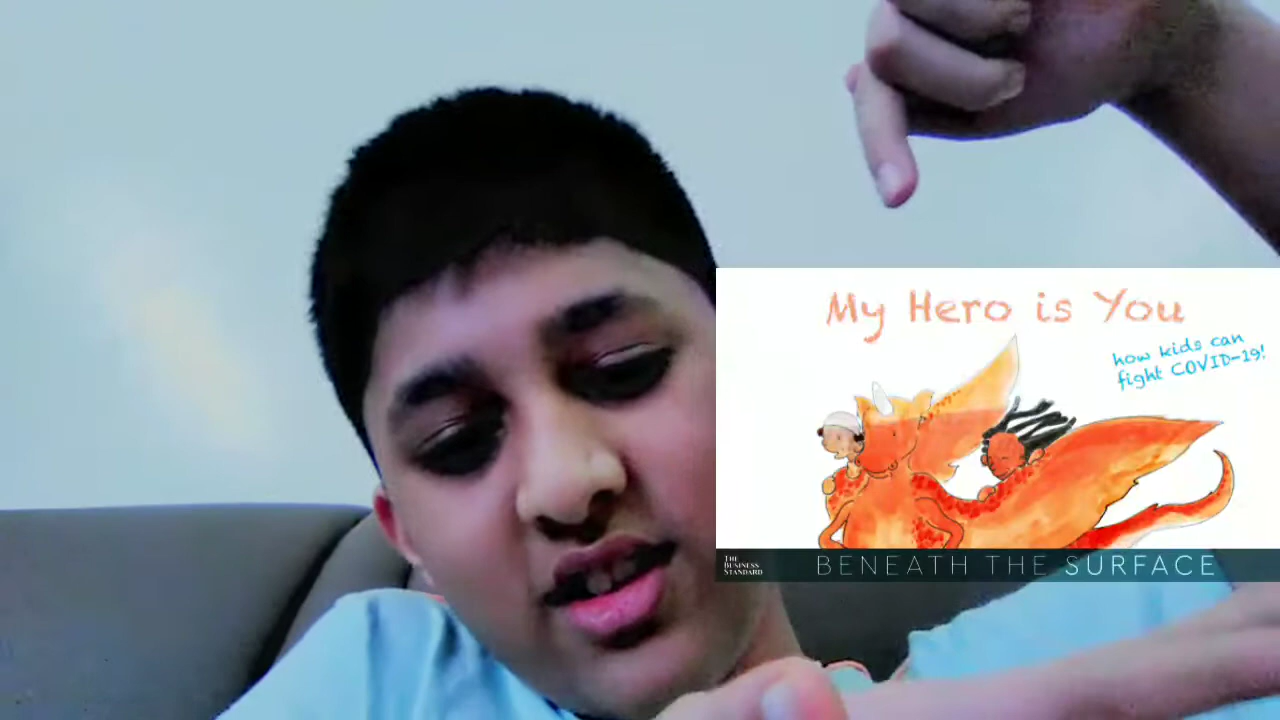 My Hero is You
how kids can
fight COVID-19!
THE
BUSINESS
STANDARD
BENEATH THE SURFACE